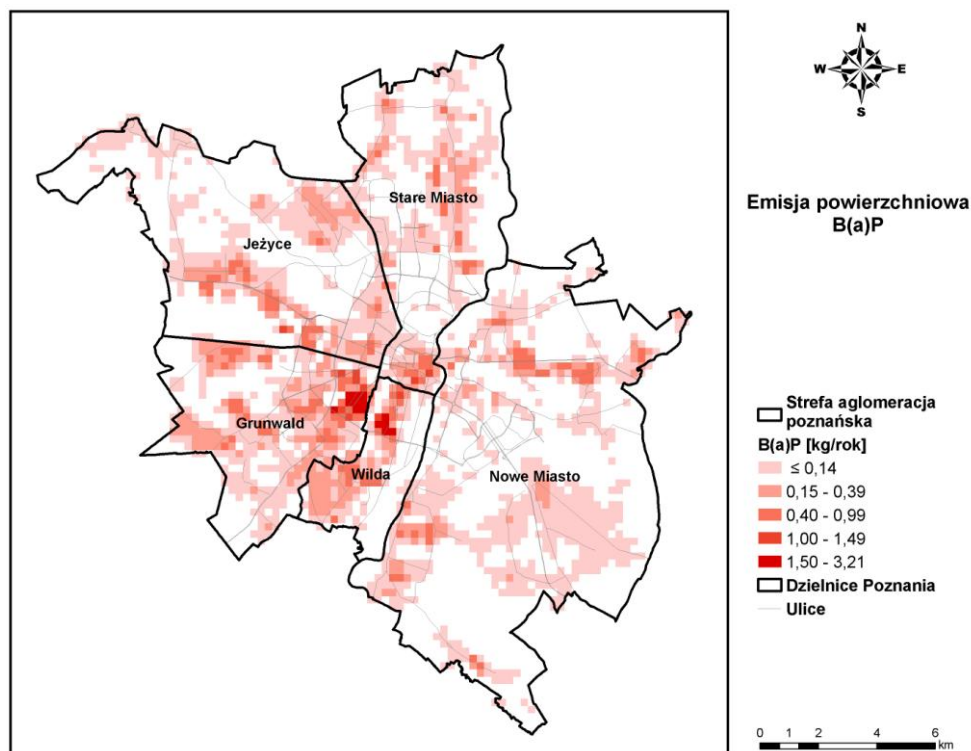 N
W E
S
Emisja powierzchniowa
B(a)P
Stare Miasto
Jeżyce
Grunwald
Wilda
Nowe Miasto
Strefa aglomeracja
poznańska
B(a)P [kg/rok]
≤ 0,14
0,15 - 0,39
0,40 - 0,99
1,00 - 1,49
1,50 - 3,21
Dzielnice Poznania
Ulice
0 1 2 4 6
km